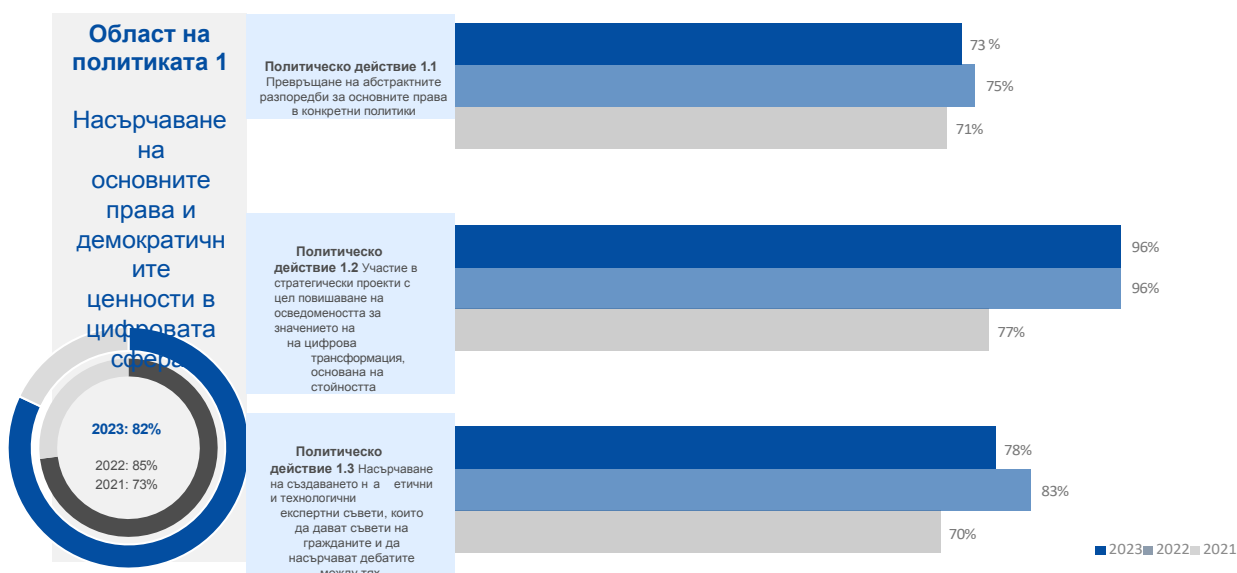 Област на
политиката 1
Насърчаване
на
основните
права и
демократичн
ите
ценности в
цифровата
сфера
2023: 82%
2022: 85%
2021: 73%
Политическо действие 1.1
Превръщане на абстрактните
разпоредби за основните права
в конкретни политики
73 %
75%
71%
Политическо
действие 1.2 Участие в
стратегически проекти с
цел повишаване на
осведомеността за
значението на
на цифрова
трансформация,
основана на
стойността
96%
96%
77%
Политическо
действие 1.3 Насърчаване
на създаването н а етични
и технологични
експертни съвети, които
да дават съвети на
гражданите и да
насърчават дебатите
между тях
78%
83%
70%
2023 2022 2021